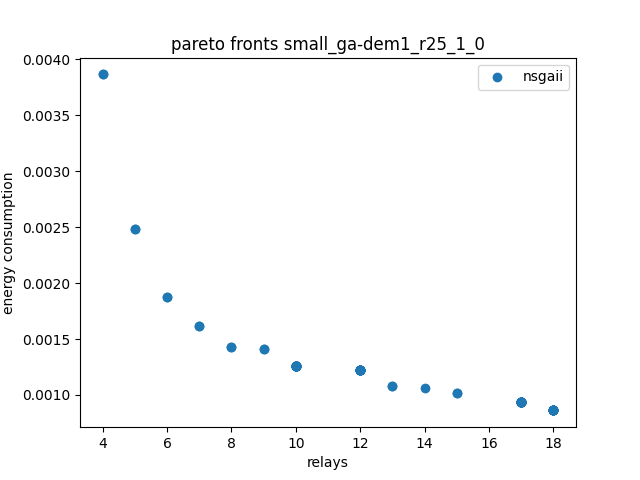 pareto fronts small_ga-dem1_r25_1_0
nsgaii
energy consumption
0.0040
0.0035
0.0030
0.0025
0.0020
0.0015
0.0010
4 6 8 10 12 14 16 18
relays